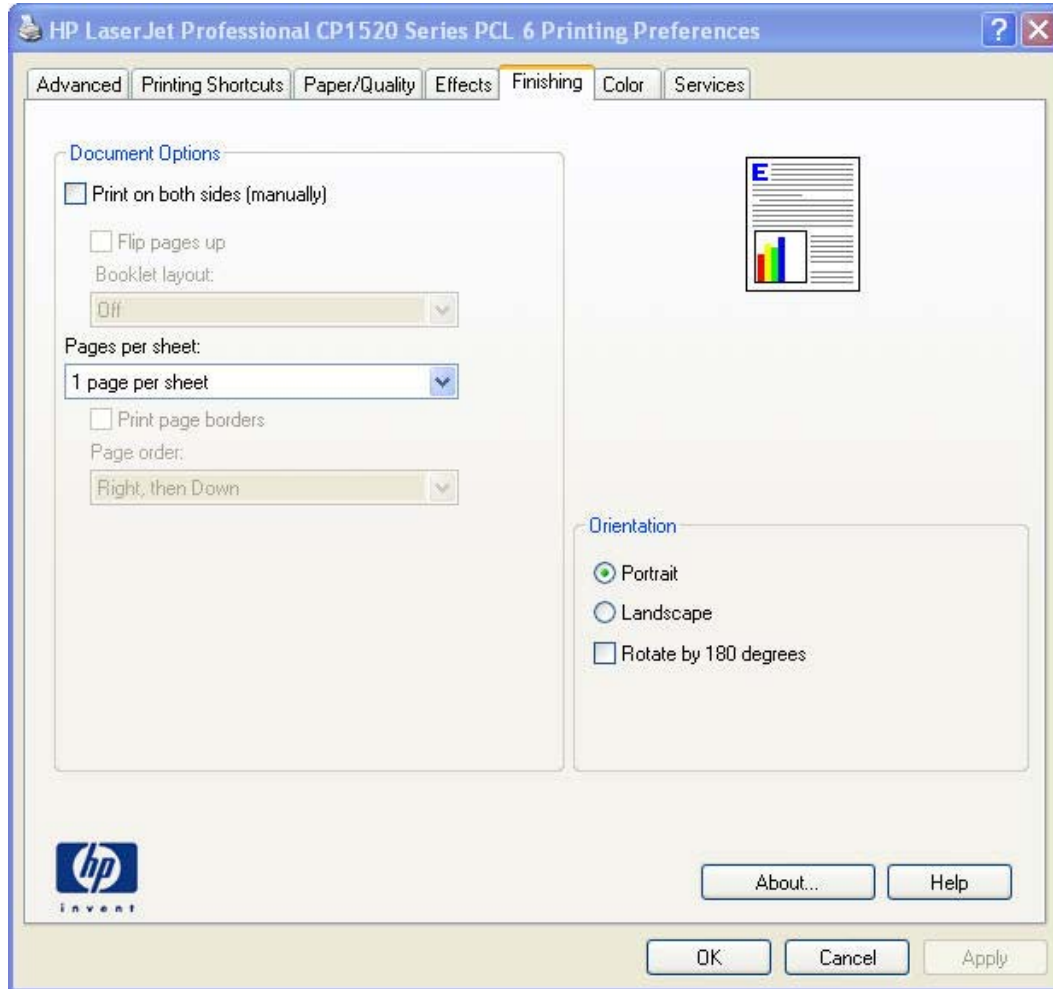 HP LaserJet Professional CP1520 Series PCL 6 Printing Preferences
Advanced Printing Shortcuts Paper/Quality Effects Finishing Color Services
Document Options
Print on both sides (manually)
Flip pages up
Booklet layout:
Off
Pages per sheet:
1 page per sheet
Print page borders
Page order:
Right, then Down
E
Orientation
Portrait
Landscape
Rotate by 180 degrees
hp
invent
About... Help
OK Cancel Apply